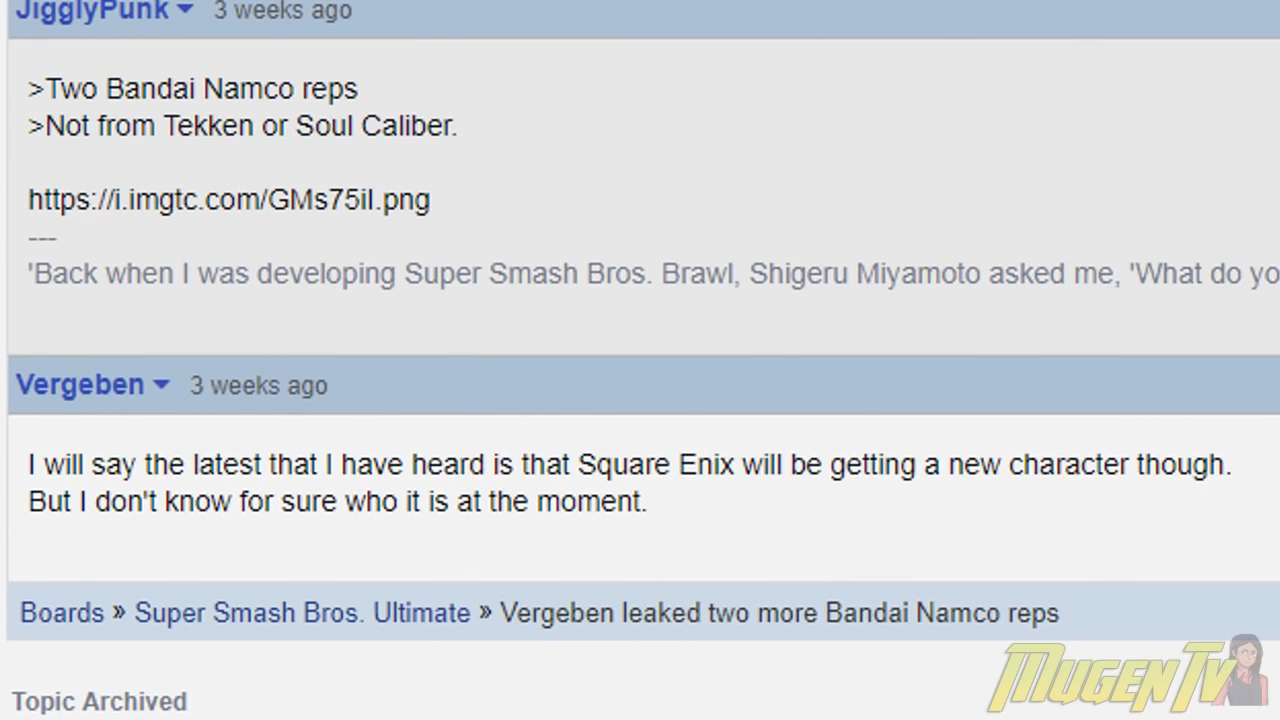 JigglyPunk 3 weeks ago
>Two Bandai Namco reps
>Not from Tekken or Soul Caliber.
https://i.imgtc.com/GMs75iI.png
---
'Back when I was developing Super Smash Bros. Brawl, Shigeru Miyamoto asked me, 'What do yo
Vergeben 3 weeks ago
I will say the latest that I have heard is that Square Enix will be getting a new character though.
But I don't know for sure who it is at the moment.
Boards » Super Smash Bros. Ultimate » Vergeben leaked two more Bandai Namco reps
MUGEN TV
Topic Archived